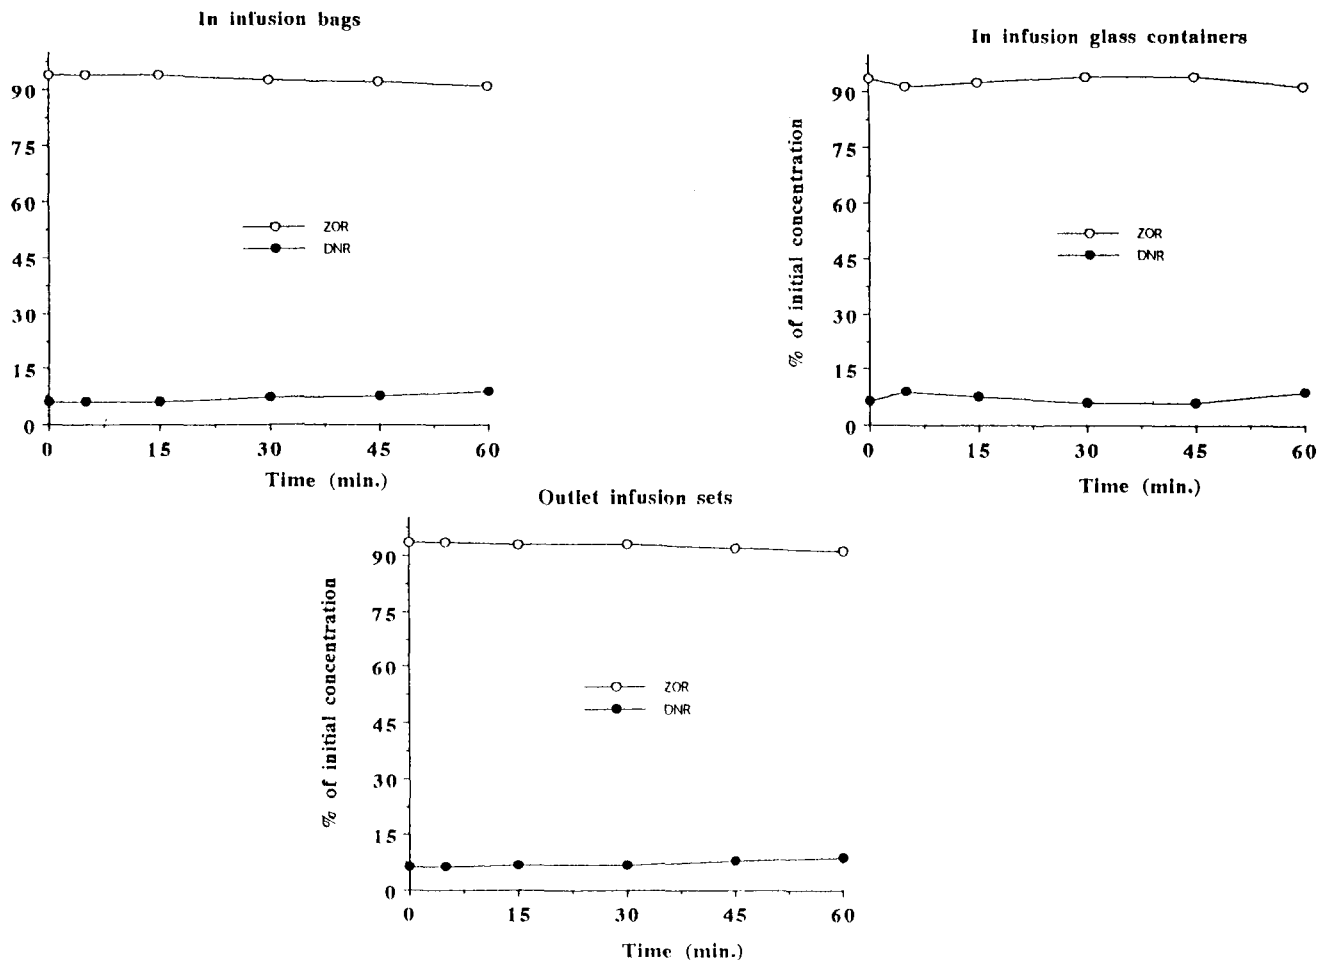 In infusion bags
90
75
60
45
30
15
0
ZOR
DNR
0 15 30 45 60
Time (min.)
In infusion glass containers
% of initial concentration
90
75
60
45
30
15
0
ZOR
DNR
0 15 30 45 60
Time (min.)
Outlet infusion sets
% of initial concentration
90
75
60
45
30
15
0
ZOR
DNR
0 15 30 45 60
Time (min.)